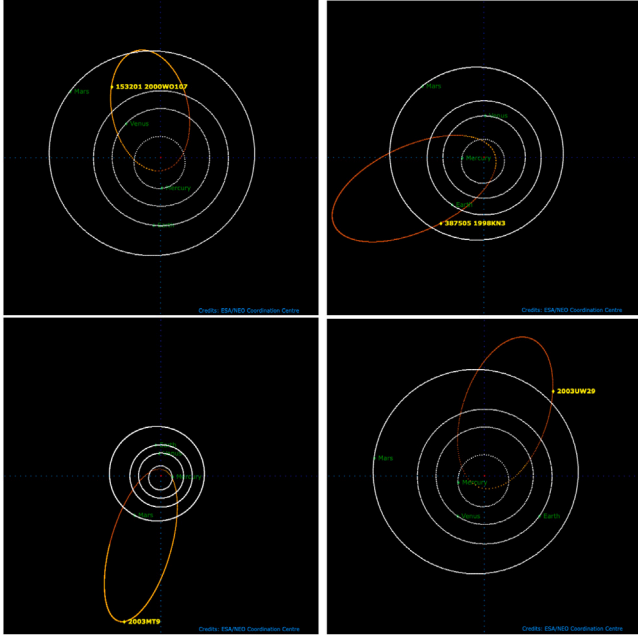 Mars
153201 2000WO107
Venus
Mercury
Earth
Credits: ESA/NEO Coordination Centre
Mars
Venus
Mercury
Earth
387505 1998KN3
Credits: ESA/NEO Coordination Centre
Earth
Venus
Mercury
Mars
2003MT9
Credits: ESA/NEO Coordination Centre
2003UW29
Mars
Mercury
Venus
Earth
Credits: ESA/NEO Coordination Centre